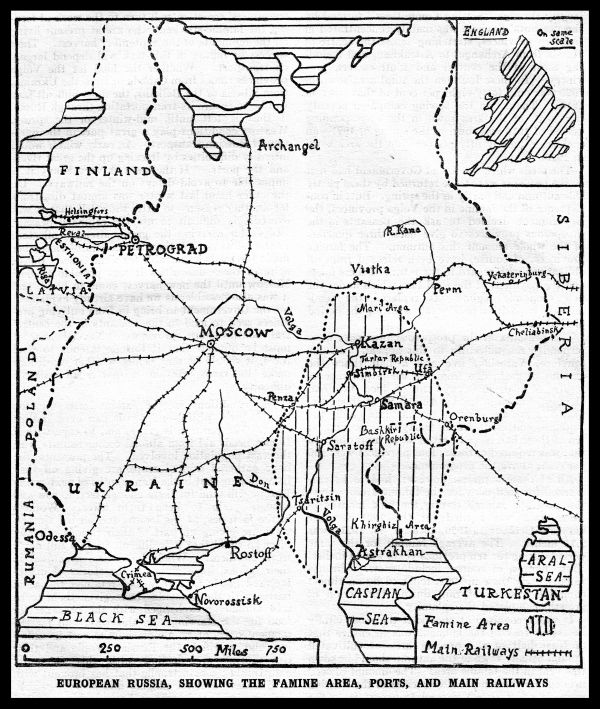 ENGLAND
On same
scale
Archangel
FINLAND
Helsingfors
Reval
ESTHONIA
PETROGRAD
R. Kama
SIBERIA
Riga
LATVIA
Viatka
Perm
Yekaterinburg
Mari Area
Volga
Cheliabinsk
MOSCOW
Kazan
Tartar Republic
Simbirsk
Ufa
POLAND
Penza
Samara
Orenburg
Bashkiri
Republic
Saratoff
UKRAINE
Don
Tsaritsin
Volga
Khirghiz Area
RUMANIA
Odessa
Rostoff
Astrakhan
ARAL
SEA
Crimea
Novorossisk
CASPIAN
SEA
TURKESTAN
BLACK SEA
Famine Area
Main Railways
0 250 500 Miles 750
EUROPEAN RUSSIA, SHOWING THE FAMINE AREA, PORTS, AND MAIN RAILWAYS